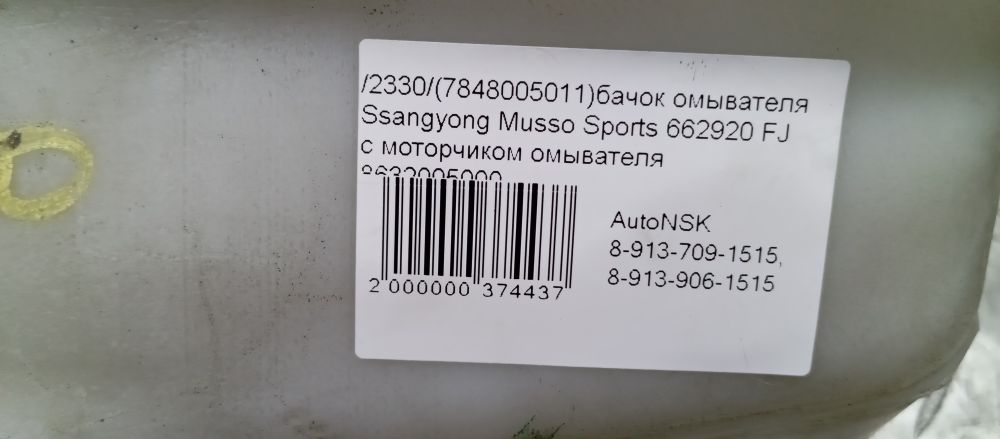 /2330/(7848005011)бачок омывателя
Ssangyong Musso Sports 662920 FJ
с моторчиком омывателя
8632005000
AutoNSK
8-913-709-1515,
8-913-906-1515
2 000000 374437